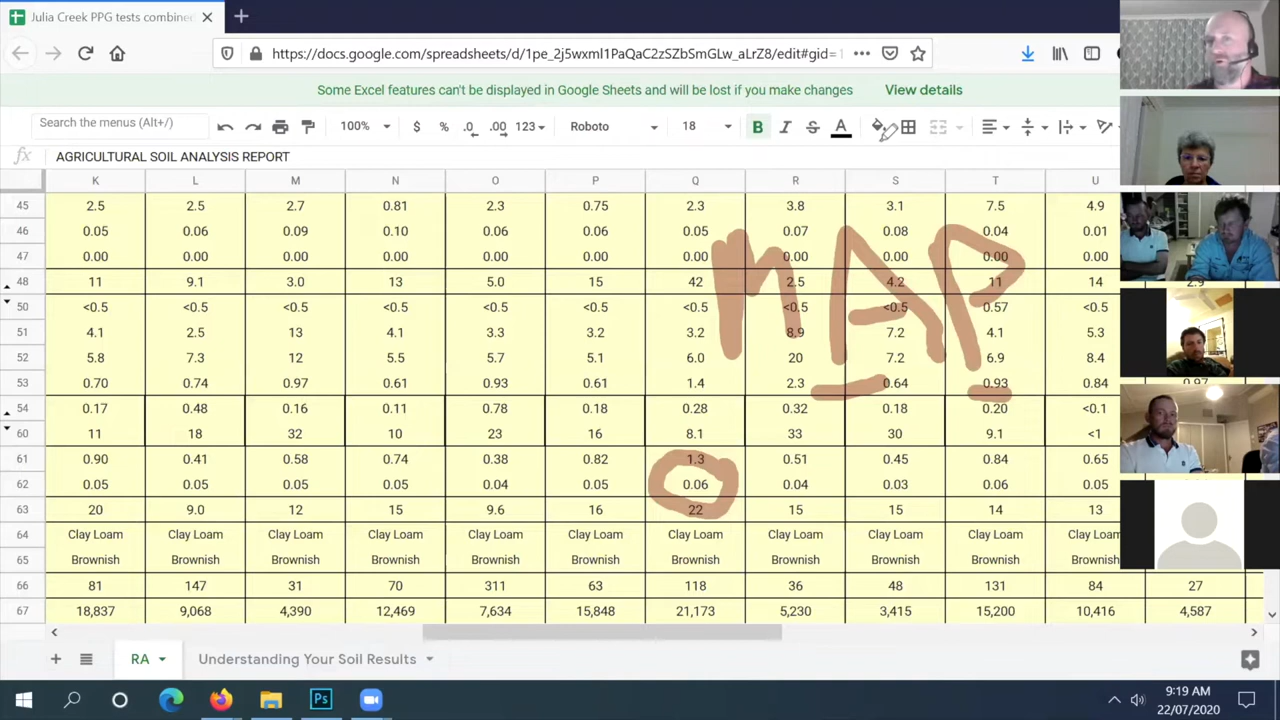 Julia Creek PPG tests combined
https://docs.google.com/spreadsheets/d/1pe_2j5wxml1PaQaC2zSZbSmGLw_aLrZ8/edit#gid=1
Some Excel features can't be displayed in Google Sheets and will be lost if you make changes View details
Search the menus (Alt+/) 100% $ % .0 .00 123 Roboto 18 B I S A
fx AGRICULTURAL SOIL ANALYSIS REPORT
K L M N O P Q R S T U
45 2.5 2.5 2.7 0.81 2.3 0.75 2.3 3.8 3.1 7.5 4.9
46 0.05 0.06 0.09 0.10 0.06 0.06 0.05 0.07 0.08 0.04 0.01
47 0.00 0.00 0.00 0.00 0.00 0.00 0.00 0.00 0.00 0.00 0.00
MAP
48 11 9.1 3.0 13 5.0 15 42 2.5 4.2 11 14 2.9
50 <0.5 <0.5 <0.5 <0.5 <0.5 <0.5 <0.5 <0.5 <0.5 0.57 <0.5
51 4.1 2.5 13 4.1 3.3 3.2 3.2 8.9 7.2 4.1 5.3
52 5.8 7.3 12 5.5 5.7 5.1 6.0 20 7.2 6.9 8.4
53 0.70 0.74 0.97 0.61 0.93 0.61 1.4 2.3 0.64 0.93 0.84 0.97
54 0.17 0.48 0.16 0.11 0.78 0.18 0.28 0.32 0.18 0.20 <0.1
60 11 18 32 10 23 16 8.1 33 30 9.1 <1
61 0.90 0.41 0.58 0.74 0.38 0.82 1.3 0.51 0.45 0.84 0.65
62 0.05 0.05 0.05 0.05 0.04 0.05 0.06 0.04 0.03 0.06 0.05
63 20 9.0 12 15 9.6 16 22 15 15 14 13
64 Clay Loam Clay Loam Clay Loam Clay Loam Clay Loam Clay Loam Clay Loam Clay Loam Clay Loam Clay Loam Clay Loam
65 Brownish Brownish Brownish Brownish Brownish Brownish Brownish Brownish Brownish Brownish Brownish
66 81 147 31 70 311 63 118 36 48 131 84 27
67 18,837 9,068 4,390 12,469 7,634 15,848 21,173 5,230 3,415 15,200 10,416 4,587
RA Understanding Your Soil Results
Ps
9:19 AM
22/07/2020